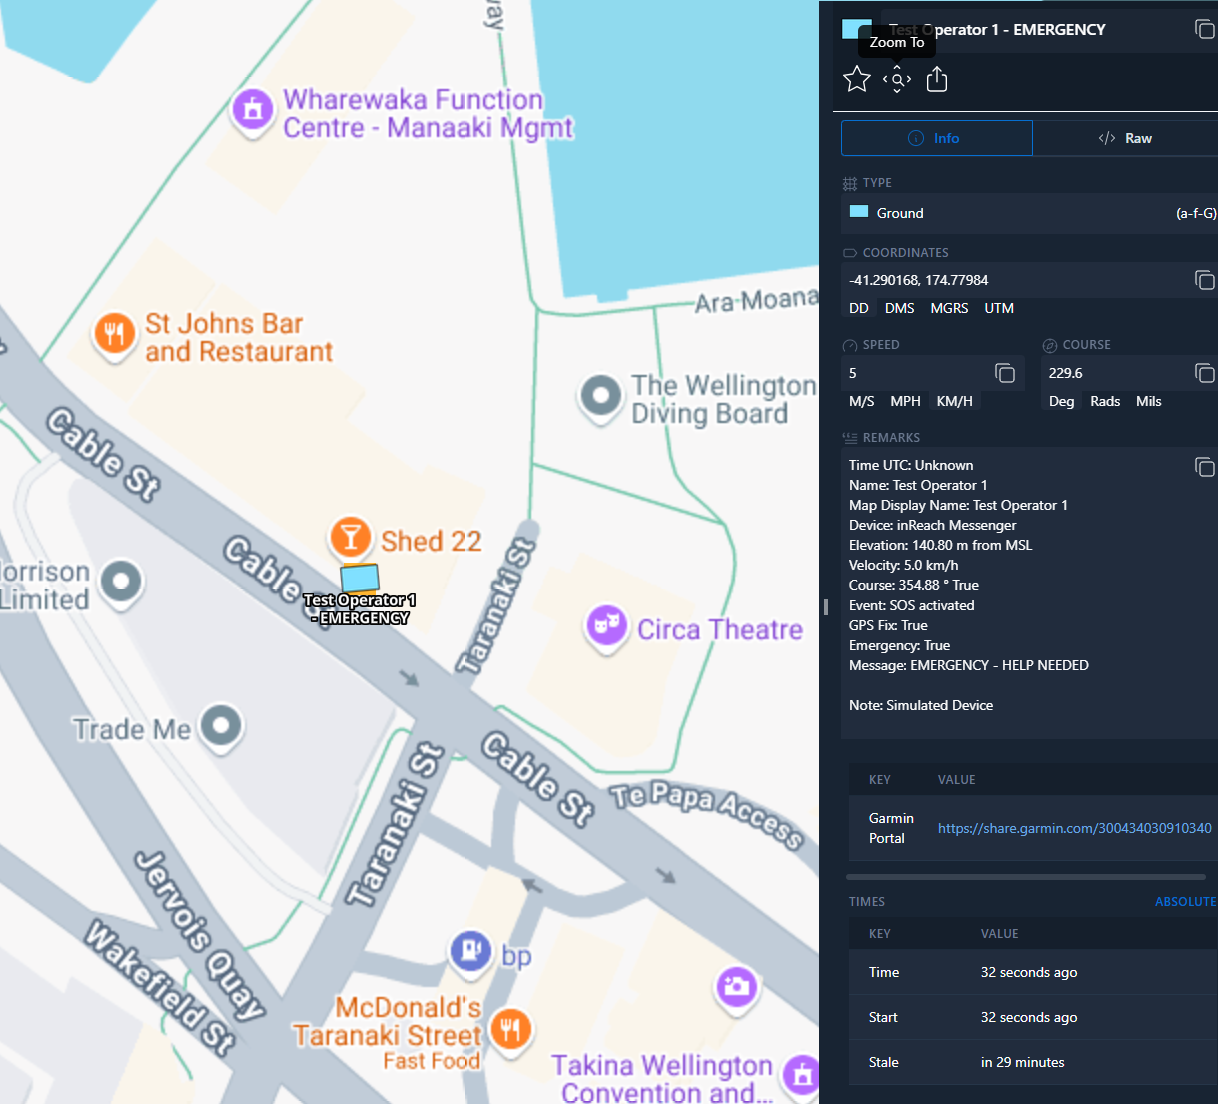 way
Wharewaka Function
Centre - Manaaki Mgmt
Ara Moana
St Johns Bar
and Restaurant
The Wellington
Diving Board
Cable St
Shed 22
Cable
Test Operator 1
- EMERGENCY
Taranaki St
Morrison
Limited
Circa Theatre
Trade Me
Cable St
Taranaki St
Te Papa Access
Jervois Quay
Wakefield St
bp
McDonald's
Taranaki Street
Fast Food
Takina Wellington
Convention and...
Test Operator 1 - EMERGENCY
Zoom To
Info
</> Raw
TYPE
Ground (a-f-G)
COORDINATES
-41.290168, 174.77984
DD DMS MGRS UTM
SPEED COURSE
5 229.6
M/S MPH KM/H Deg Rads Mils
REMARKS
Time UTC: Unknown
Name: Test Operator 1
Map Display Name: Test Operator 1
Device: inReach Messenger
Elevation: 140.80 m from MSL
Velocity: 5.0 km/h
Course: 354.88 ° True
Event: SOS activated
GPS Fix: True
Emergency: True
Message: EMERGENCY - HELP NEEDED
Note: Simulated Device
KEY VALUE
Garmin
Portal https://share.garmin.com/300434030910340
TIMES ABSOLUTE
KEY VALUE
Time 32 seconds ago
Start 32 seconds ago
Stale in 29 minutes